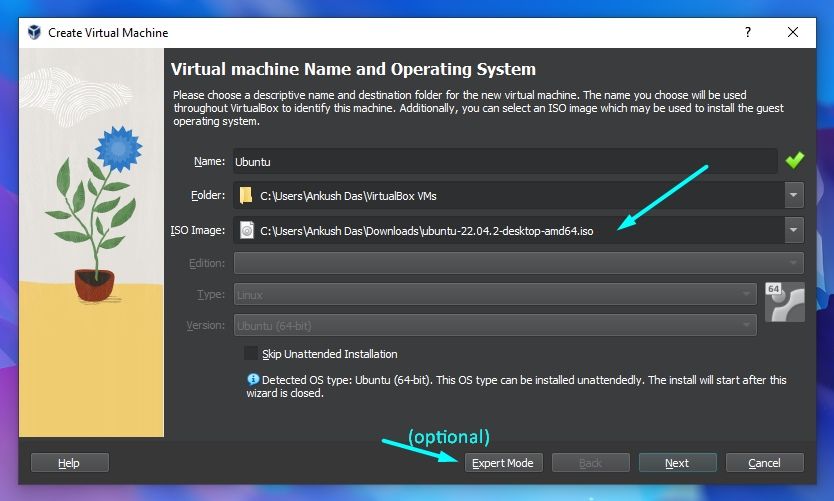 Create Virtual Machine
?
Virtual machine Name and Operating System
Please choose a descriptive name and destination folder for the new virtual machine. The name you choose will be used
throughout VirtualBox to identify this machine. Additionally, you can select an ISO image which may be used to install the guest
operating system.
Name: Ubuntu
Folder: C:\Users\Ankush Das\VirtualBox VMs
ISO Image: C:\Users\Ankush Das\Downloads\ubuntu-22.04.2-desktop-amd64.iso
Edition:
Type: Linux
64
Version: Ubuntu (64-bit)
Skip Unattended Installation
Detected OS type: Ubuntu (64-bit). This OS type can be installed unattendedly. The install will start after this
wizard is closed.
(optional)
Help Expert Mode Back Next Cancel